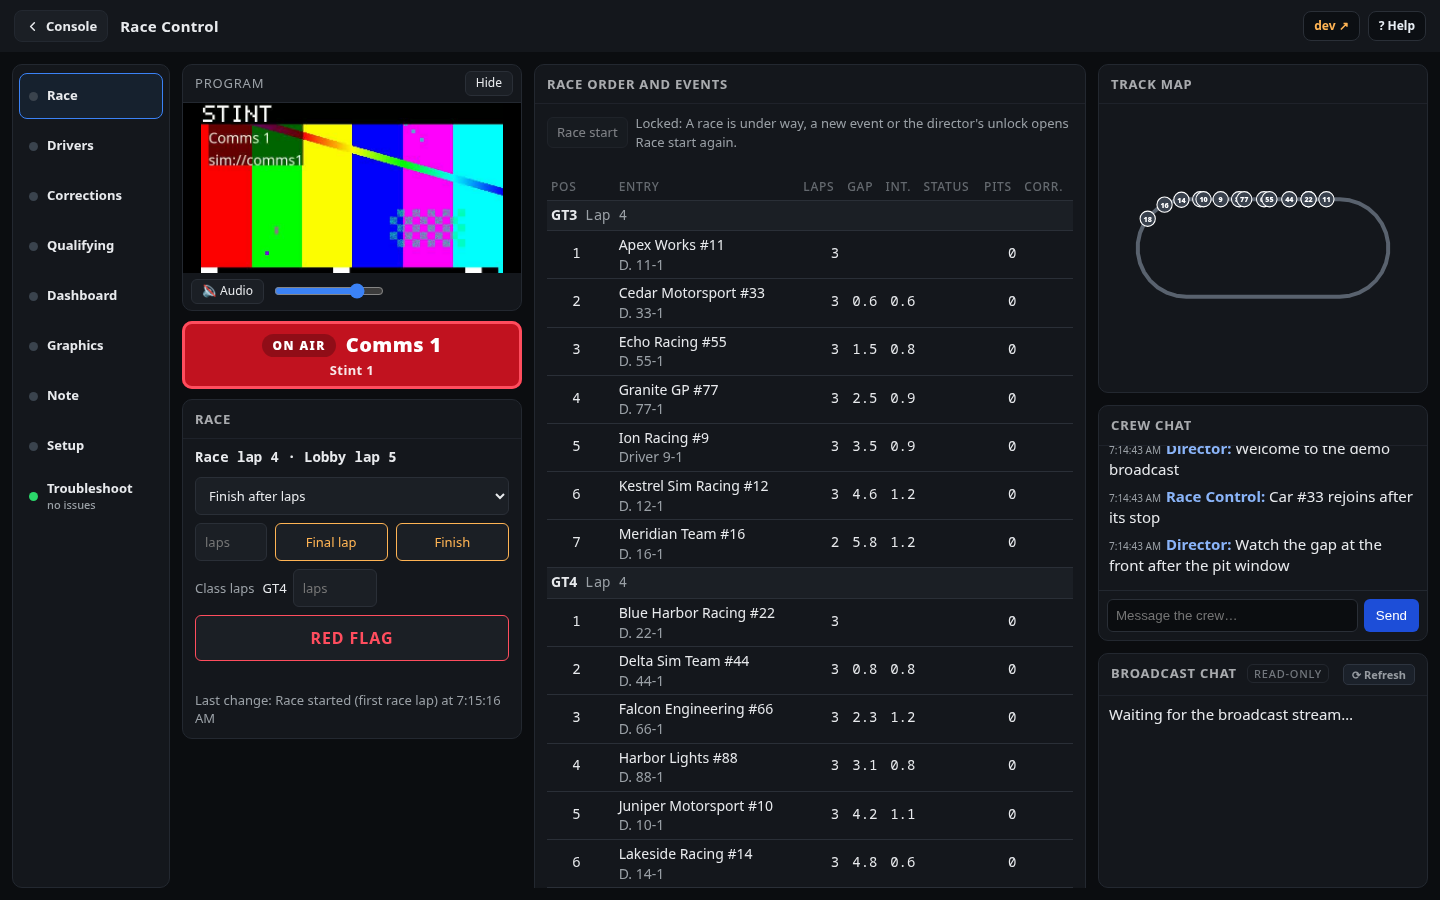 Console
Race Control
dev ↗
? Help
Race
Drivers
Corrections
Qualifying
Dashboard
Graphics
Note
Setup
Troubleshoot
no issues
PROGRAM
Hide
STINT
Comms 1
sim://comms1
Audio
ON AIR
Comms 1
Stint 1
RACE
Race lap 4 · Lobby lap 5
Finish after laps
laps
Final lap
Finish
Class laps GT4 laps
RED FLAG
Last change: Race started (first race lap) at 7:15:16
AM
RACE ORDER AND EVENTS
Race start
Locked: A race is under way, a new event or the director's unlock opens
Race start again.
POS ENTRY LAPS GAP INT. STATUS PITS CORR.
GT3 Lap 4
1 Apex Works #11 3 0
D. 11-1
2 Cedar Motorsport #33 3 0.6 0.6 0
D. 33-1
3 Echo Racing #55 3 1.5 0.8 0
D. 55-1
4 Granite GP #77 3 2.5 0.9 0
D. 77-1
5 Ion Racing #9 3 3.5 0.9 0
Driver 9-1
6 Kestrel Sim Racing #12 3 4.6 1.2 0
D. 12-1
7 Meridian Team #16 2 5.8 1.2 0
D. 16-1
GT4 Lap 4
1 Blue Harbor Racing #22 3 0
D. 22-1
2 Delta Sim Team #44 3 0.8 0.8 0
D. 44-1
3 Falcon Engineering #66 3 2.3 1.2 0
D. 66-1
4 Harbor Lights #88 3 3.1 0.8 0
D. 88-1
5 Juniper Motorsport #10 3 4.2 1.1 0
D. 10-1
6 Lakeside Racing #14 3 4.8 0.6 0
D. 14-1
TRACK MAP
18 16 14 10 9 77 55 44 22 11
CREW CHAT
7:14:43 AM Director: Welcome to the demo
broadcast
7:14:43 AM Race Control: Car #33 rejoins after
its stop
7:14:43 AM Director: Watch the gap at the
front after the pit window
Message the crew…
Send
BROADCAST CHAT
READ-ONLY
⟳ Refresh
Waiting for the broadcast stream…